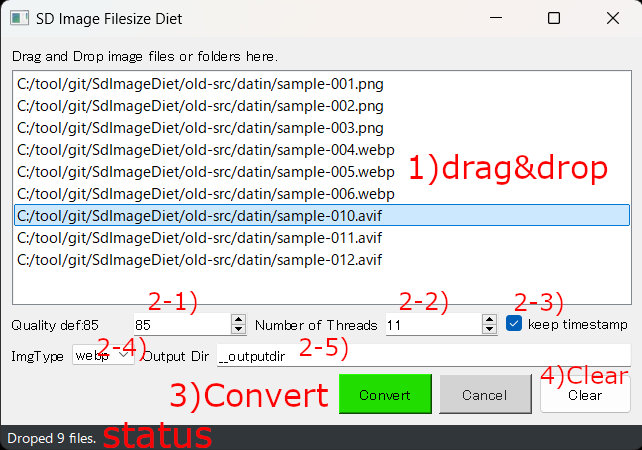 SD Image Filesize Diet
Drag and Drop image files or folders here.
C:/tool/git/SdImageDiet/old-src/datin/sample-001.png
C:/tool/git/SdImageDiet/old-src/datin/sample-002.png
C:/tool/git/SdImageDiet/old-src/datin/sample-003.png
C:/tool/git/SdImageDiet/old-src/datin/sample-004.webp
C:/tool/git/SdImageDiet/old-src/datin/sample-005.webp
1)drag&drop
C:/tool/git/SdImageDiet/old-src/datin/sample-006.webp
C:/tool/git/SdImageDiet/old-src/datin/sample-010.avif
C:/tool/git/SdImageDiet/old-src/datin/sample-011.avif
C:/tool/git/SdImageDiet/old-src/datin/sample-012.avif
2-1) 2-2) 2-3)
Quality def:85 85 Number of Threads 11 keep timestamp
ImgType webp 2-4) Output Dir __outputdir 2-5)
3)Convert Convert Cancel 4)Clear Clear
Droped 9 files. status